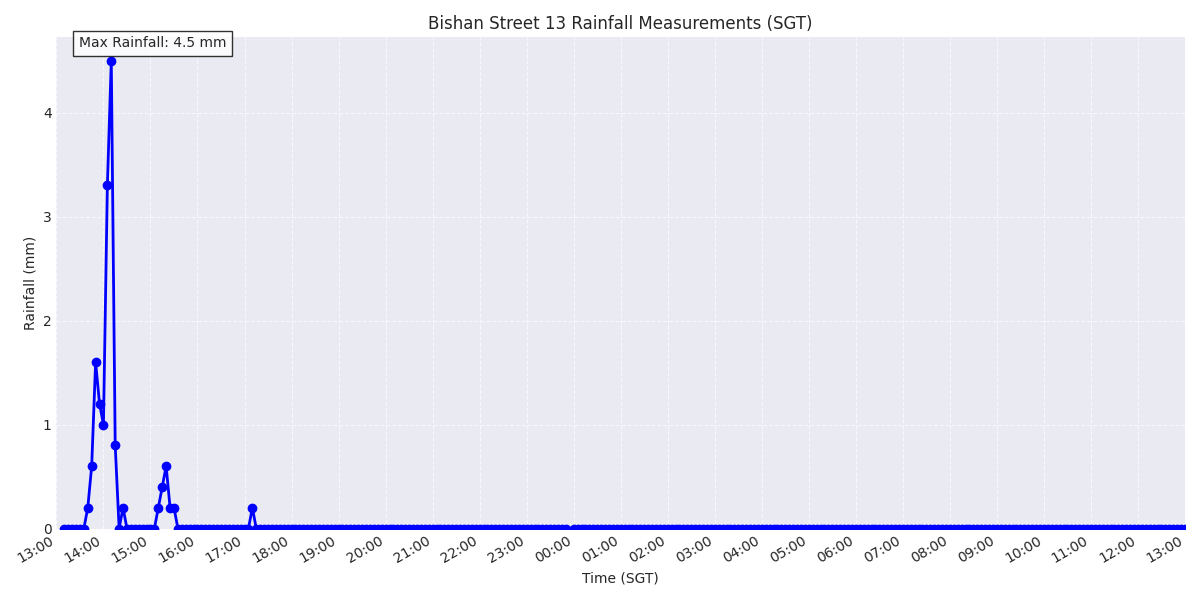 Bishan Street 13 Rainfall Measurements (SGT)
Max Rainfall: 4.5 mm
4
3
2
1
0
Rainfall (mm)
13:00 14:00 15:00 16:00 17:00 18:00 19:00 20:00 21:00 22:00 23:00 00:00 01:00 02:00 03:00 04:00 05:00 06:00 07:00 08:00 09:00 10:00 11:00 12:00 13:00
Time (SGT)